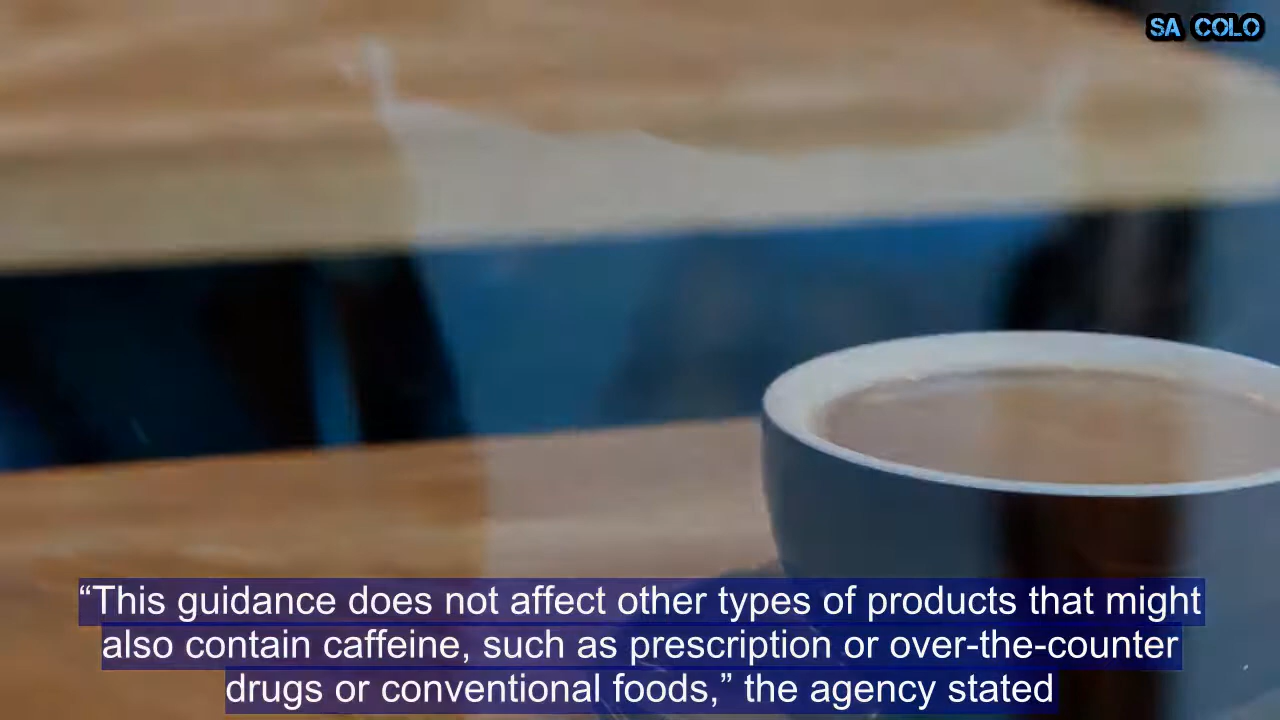 SA COLO
“This guidance does not affect other types of products that might
also contain caffeine, such as prescription or over-the-counter
drugs or conventional foods,” the agency stated